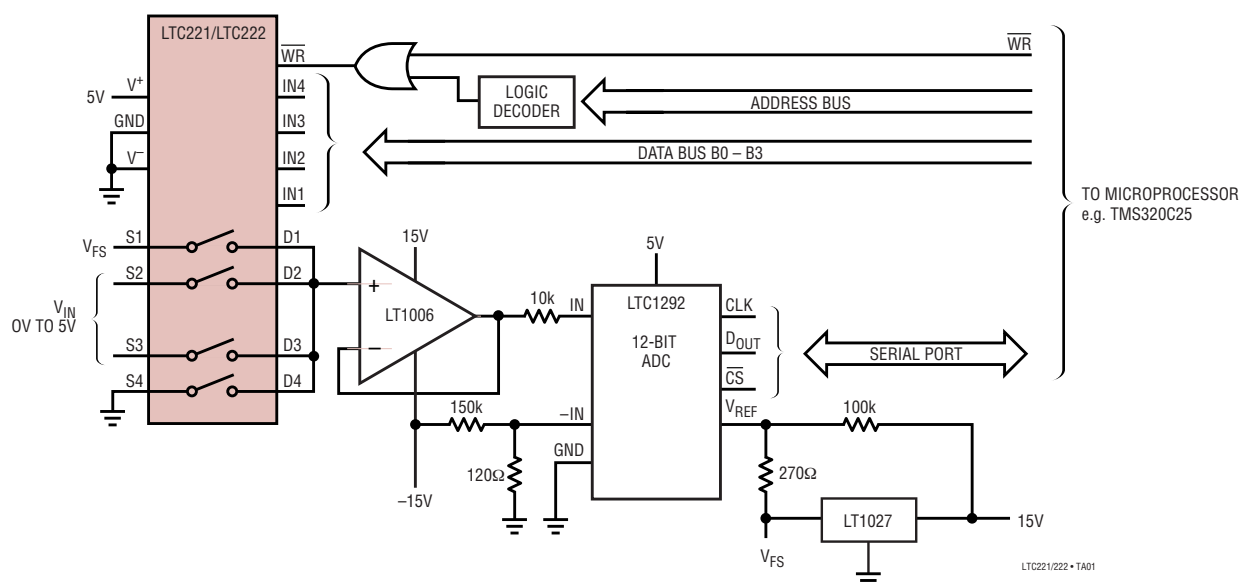 LTC221/LTC222
WR
WR
V+
5V
IN4
LOGIC
DECODER
ADDRESS BUS
GND
IN3
V–
IN2
DATA BUS B0 – B3
IN1
TO MICROPROCESSOR
e.g. TMS320C25
VFS
S1
D1
15V
5V
S2
D2
+
10k
IN
LTC1292
CLK
VIN
0V TO 5V
LT1006
12-BIT
ADC
DOUT
S3
D3
–
SERIAL PORT
CS
S4
D4
150k
–IN
VREF
100k
GND
120Ω
270Ω
–15V
LT1027
15V
VFS
LTC221/222 • TA01